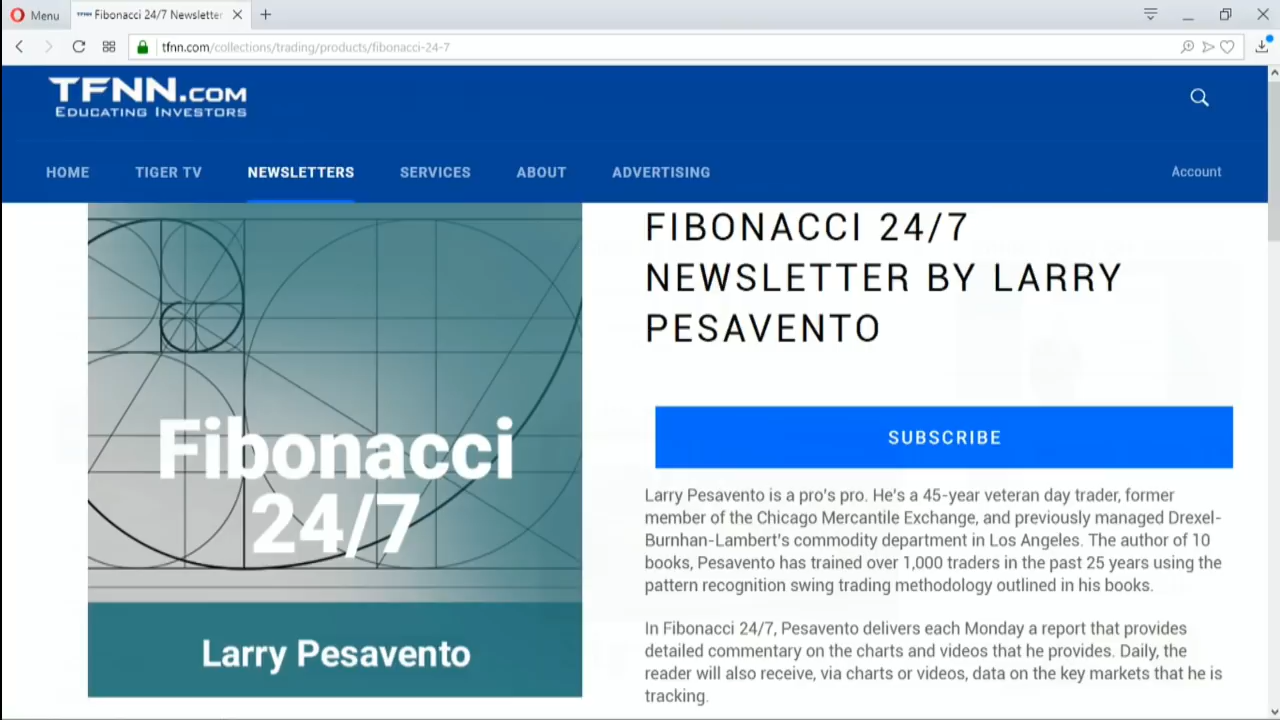 Menu
Fibonacci 24/7 Newsletter
tfnn.com/collections/trading/products/fibonacci-24-7
TFNN.COM
EDUCATING INVESTORS
HOME
TIGER TV
NEWSLETTERS
SERVICES
ABOUT
ADVERTISING
Account
Fibonacci
24/7
Larry Pesavento
FIBONACCI 24/7
NEWSLETTER BY LARRY
PESAVENTO
SUBSCRIBE
Larry Pesavento is a pro's pro. He's a 45-year veteran day trader, former
member of the Chicago Mercantile Exchange, and previously managed Drexel-
Burnhan-Lambert's commodity department in Los Angeles. The author of 10
books, Pesavento has trained over 1,000 traders in the past 25 years using the
pattern recognition swing trading methodology outlined in his books.
In Fibonacci 24/7, Pesavento delivers each Monday a report that provides
detailed commentary on the charts and videos that he provides. Daily, the
reader will also receive, via charts or videos, data on the key markets that he is
tracking.